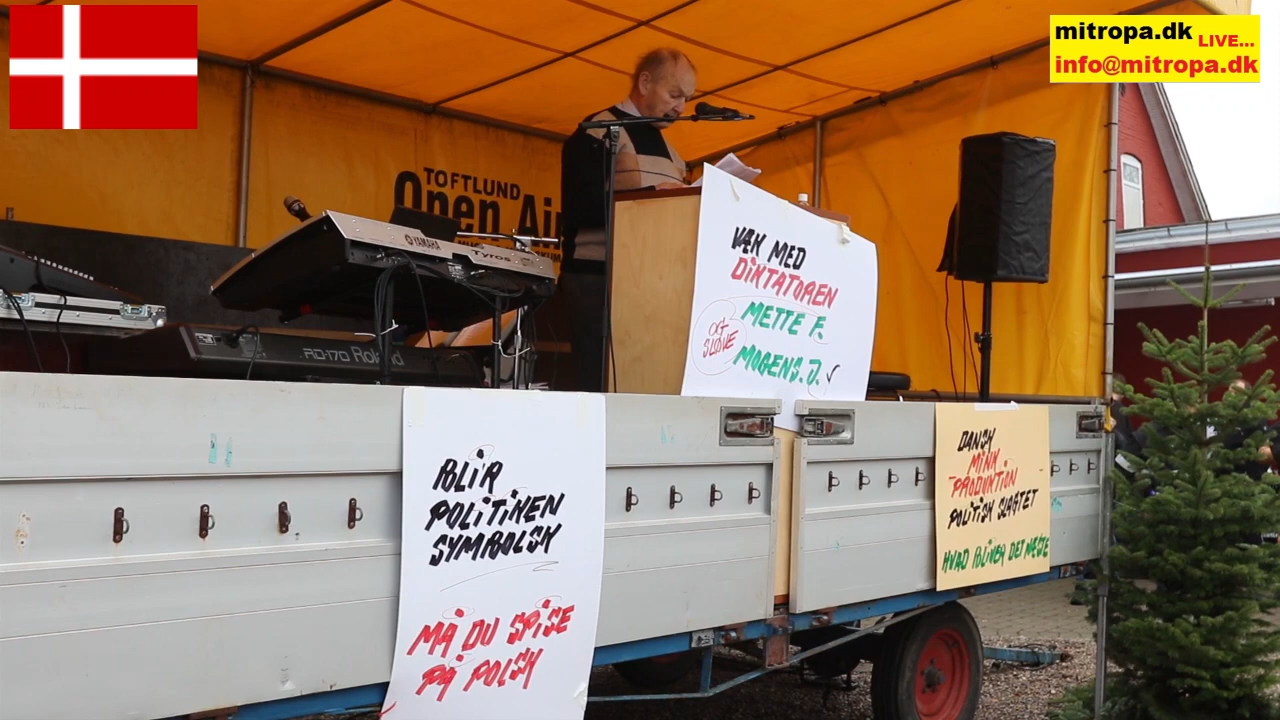 mitropa.dk LIVE...
info@mitropa.dk
TOFTLUND
Open Air
YAMAHA
Tyros
RD-170 Roland
VÆK MED
DIKTATOREN
METTE F.
OG
SLØVE
MOGENS.J.
BLIR
POLITIKEN
SYMBOLSK
MÅ DU SPISE
PÅ POLSK
DANSK
MINK
PRODUKTION
POLITISK SLAGTET
HVAD BLIVER DET NÆSTE